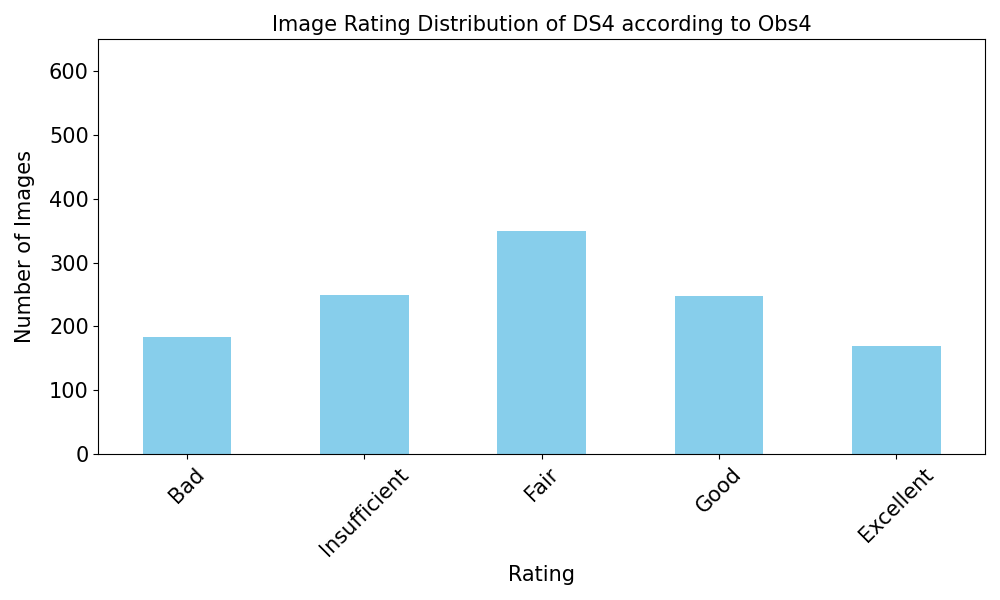 Image Rating Distribution of DS4 according to Obs4
Number of Images
600
500
400
300
200
100
0
Bad
Insufficient
Fair
Good
Excellent
Rating